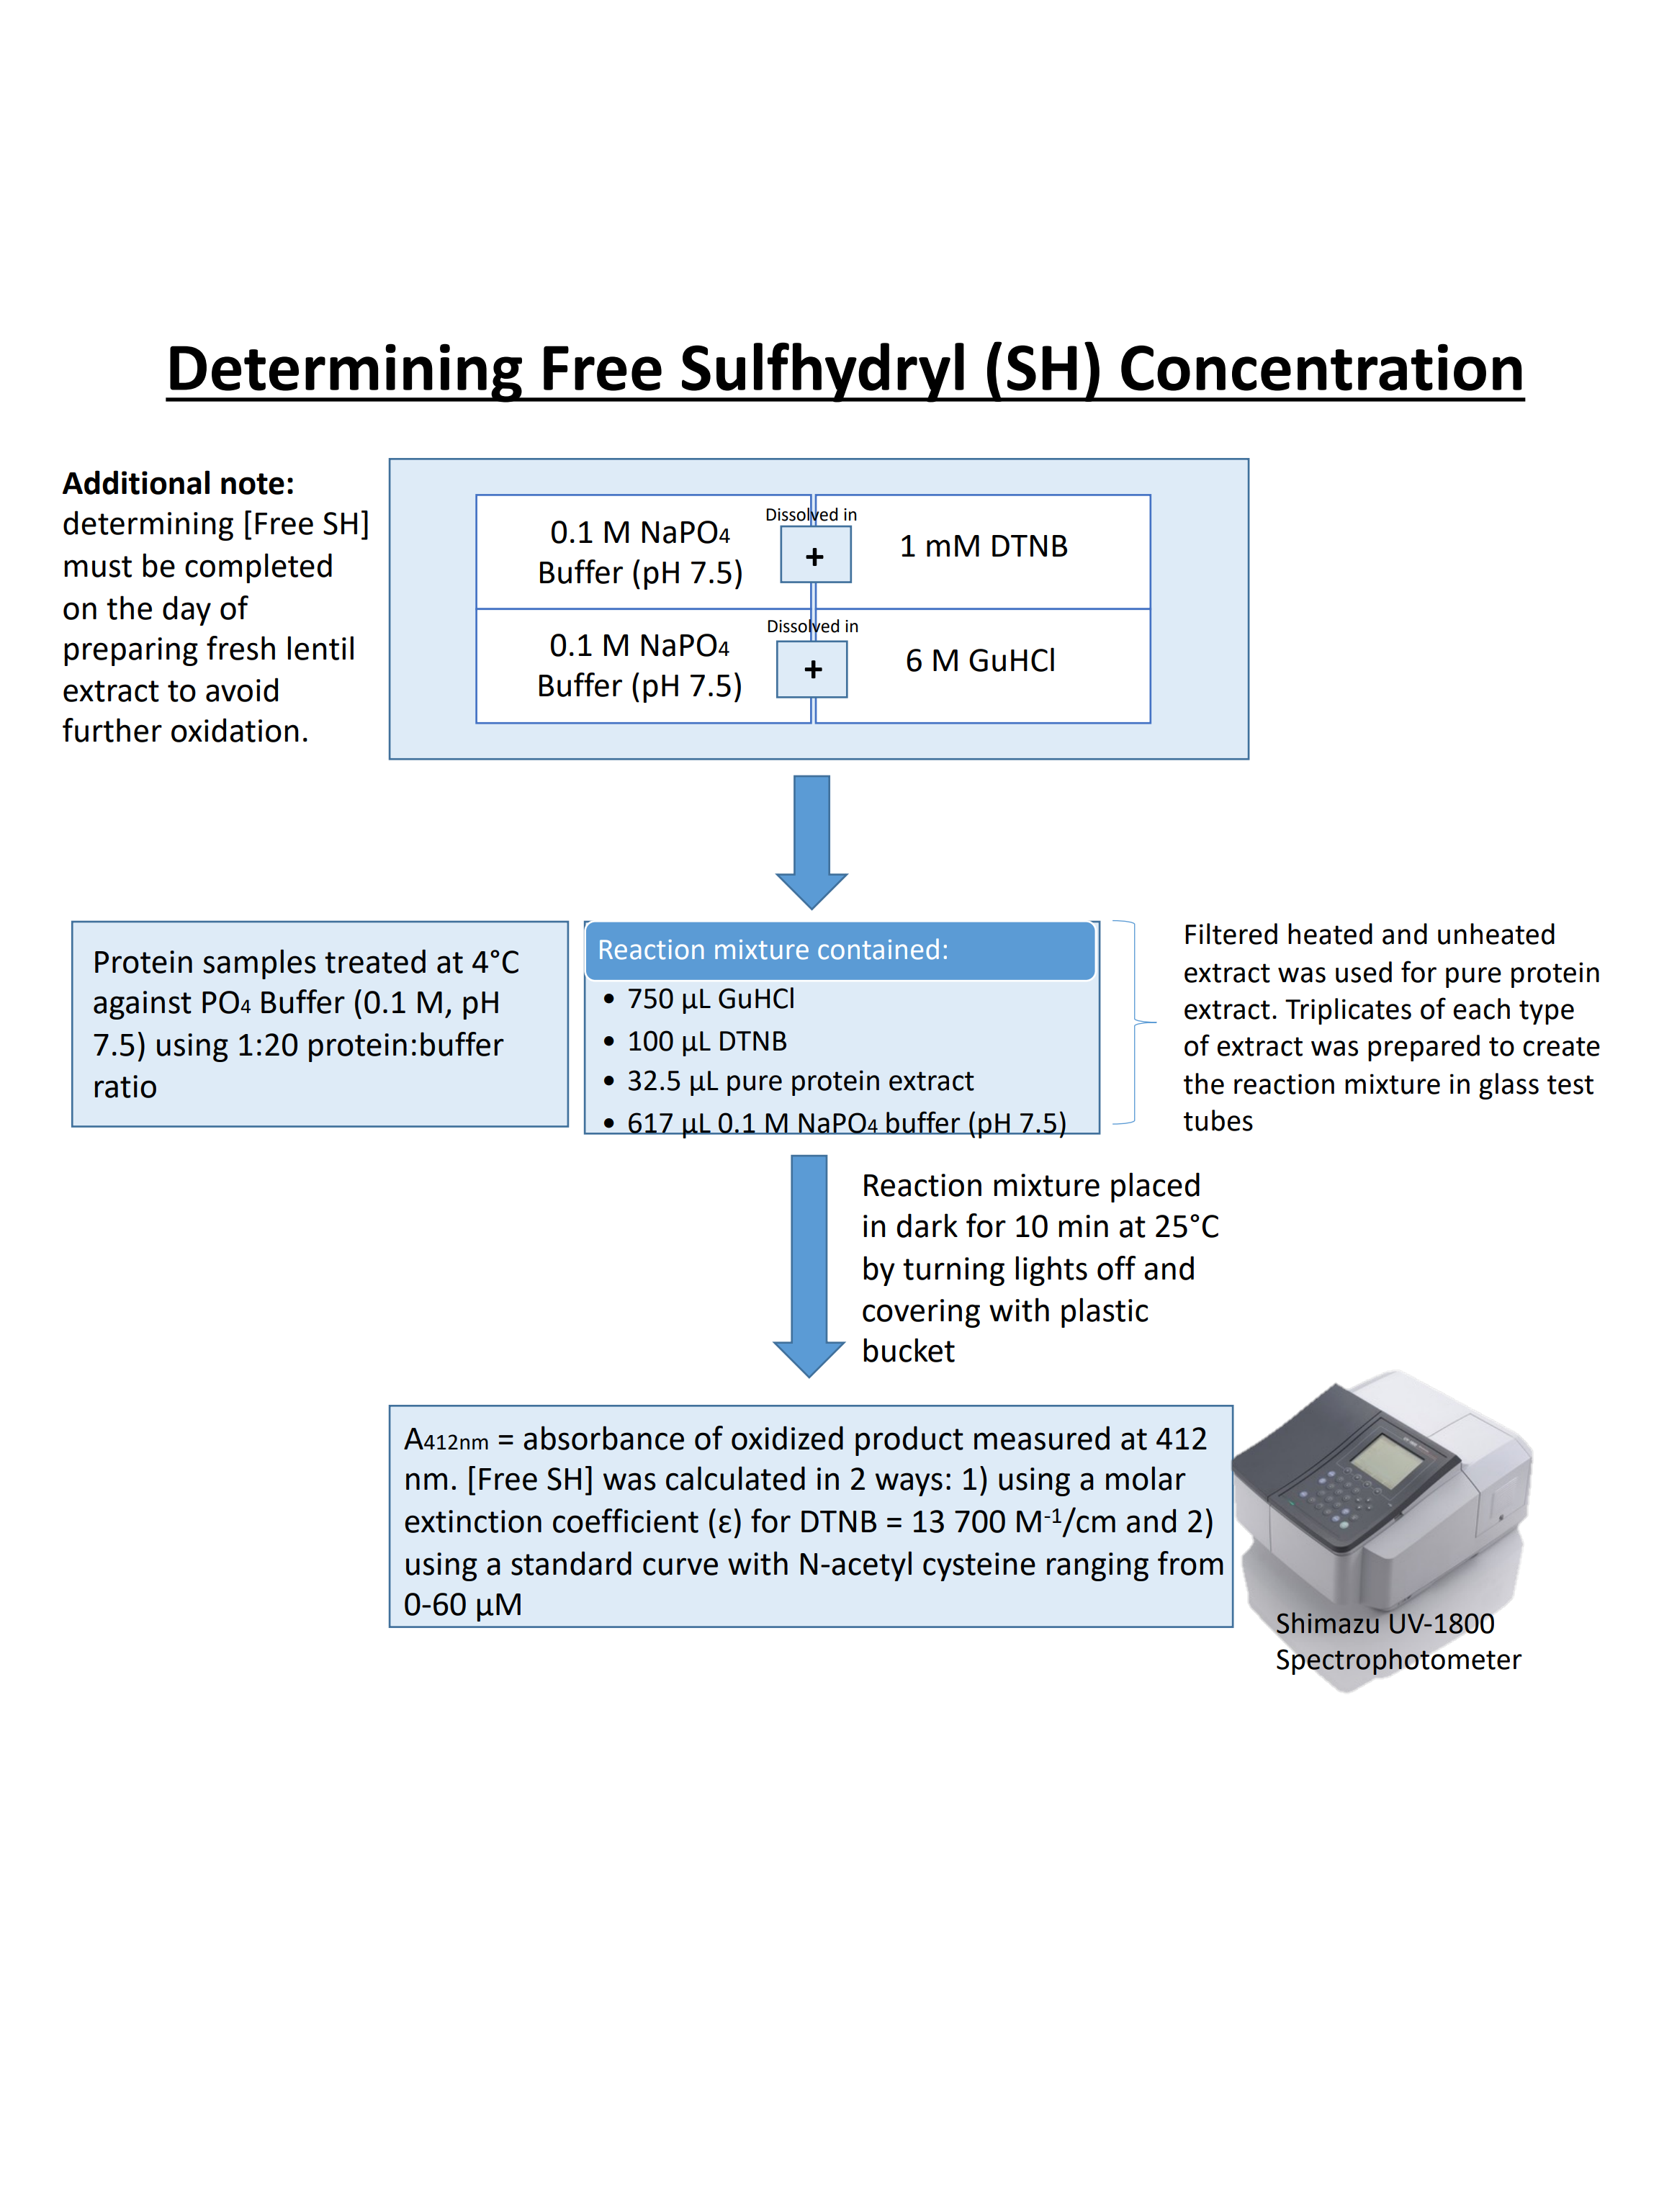 Determining Free Sulfhydryl (SH) Concentration
Additional note:
determining [Free SH]
must be completed
on the day of
preparing fresh lentil
extract to avoid
further oxidation.
0.1 M NaPO4
Buffer (pH 7.5)
Dissolved in
+
1 mM DTNB
0.1 M NaPO4
Buffer (pH 7.5)
Dissolved in
+
6 M GuHCl
Protein samples treated at 4°C
against PO4 Buffer (0.1 M, pH
7.5) using 1:20 protein:buffer
ratio
Reaction mixture contained:
• 750 µL GuHCl
• 100 µL DTNB
• 32.5 µL pure protein extract
• 617 µL 0.1 M NaPO4 buffer (pH 7.5)
Filtered heated and unheated
extract was used for pure protein
extract. Triplicates of each type
of extract was prepared to create
the reaction mixture in glass test
tubes
Reaction mixture placed
in dark for 10 min at 25°C
by turning lights off and
covering with plastic
bucket
A412nm = absorbance of oxidized product measured at 412
nm. [Free SH] was calculated in 2 ways: 1) using a molar
extinction coefficient (ε) for DTNB = 13 700 M-1/cm and 2)
using a standard curve with N-acetyl cysteine ranging from
0-60 µM
Shimazu UV-1800
Spectrophotometer